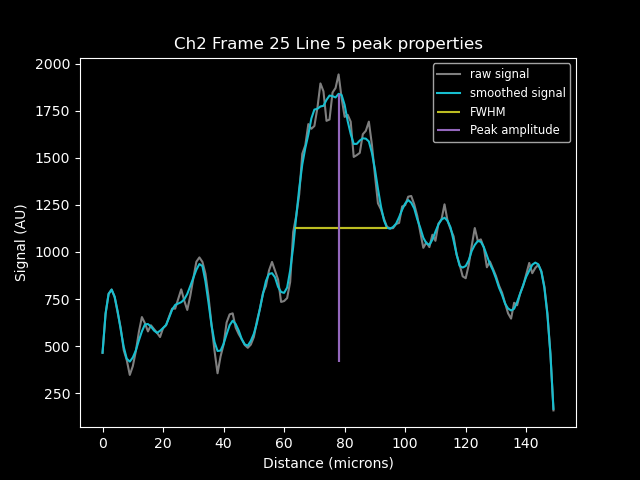 Ch2 Frame 25 Line 5 peak properties
raw signal
smoothed signal
FWHM
Peak amplitude
Signal (AU)
2000
1750
1500
1250
1000
750
500
250
0 20 40 60 80 100 120 140
Distance (microns)